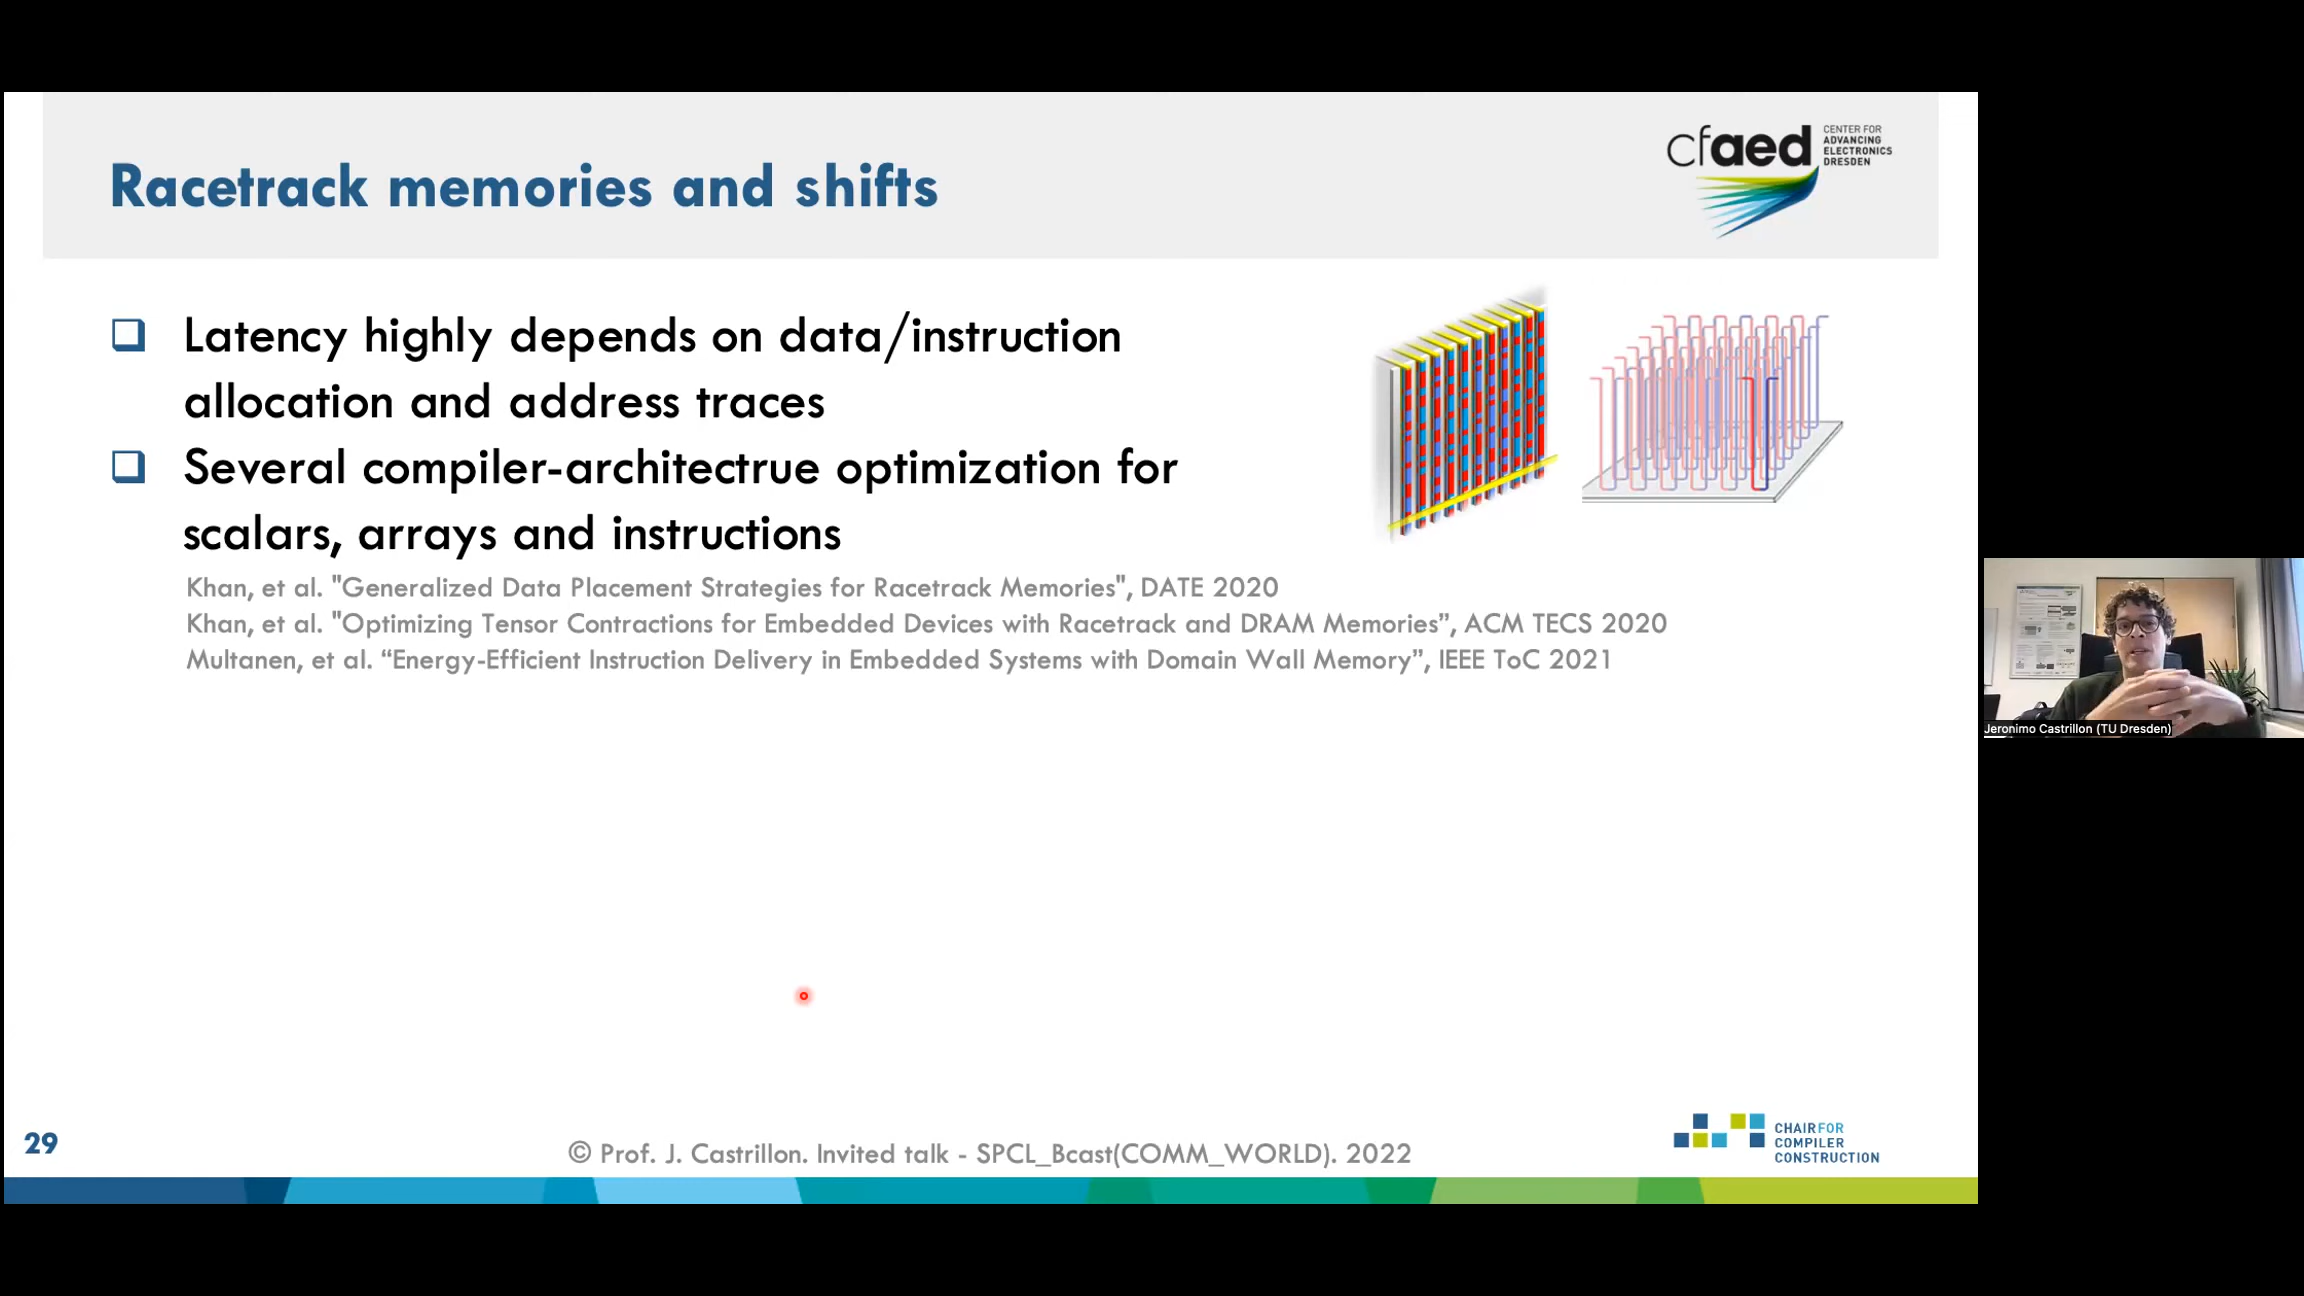 Racetrack memories and shifts
cfaed
CENTER FOR
ADVANCING
ELECTRONICS
DRESDEN
Latency highly depends on data/instruction
allocation and address traces
Several compiler-architectrue optimization for
scalars, arrays and instructions
Khan, et al. "Generalized Data Placement Strategies for Racetrack Memories", DATE 2020
Khan, et al. "Optimizing Tensor Contractions for Embedded Devices with Racetrack and DRAM Memories”, ACM TECS 2020
Multanen, et al. “Energy-Efficient Instruction Delivery in Embedded Systems with Domain Wall Memory”, IEEE ToC 2021
Jeronimo Castrillon (TU Dresden)
29
© Prof. J. Castrillon. Invited talk - SPCL_Bcast(COMM_WORLD). 2022
CHAIR FOR
COMPILER
CONSTRUCTION